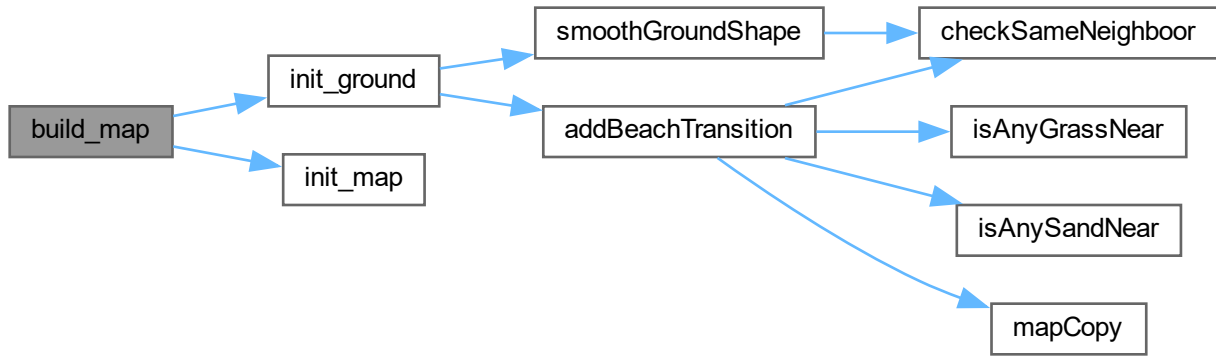 build_map
init_ground
init_map
smoothGroundShape
addBeachTransition
checkSameNeighboor
isAnyGrassNear
isAnySandNear
mapCopy